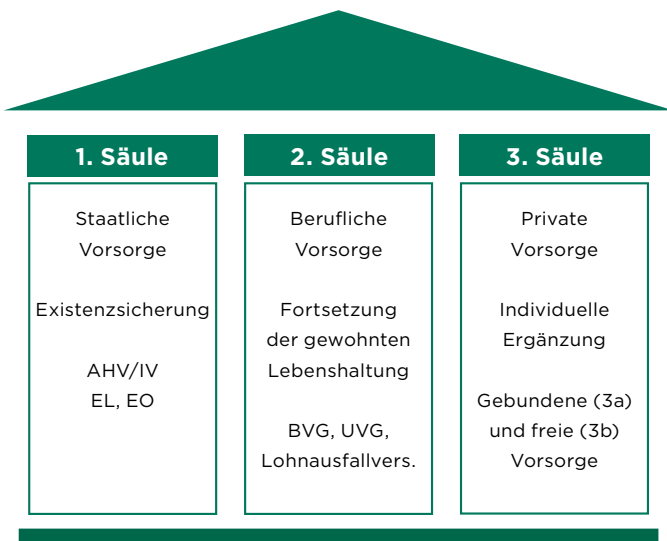 1. Säule
Staatliche
Vorsorge
Existenzsicherung
AHV/IV
EL, EO
2. Säule
Berufliche
Vorsorge
Fortsetzung
der gewohnten
Lebenshaltung
BVG, UVG,
Lohnausfallvers.
3. Säule
Private
Vorsorge
Individuelle
Ergänzung
Gebundene (3a)
und freie (3b)
Vorsorge